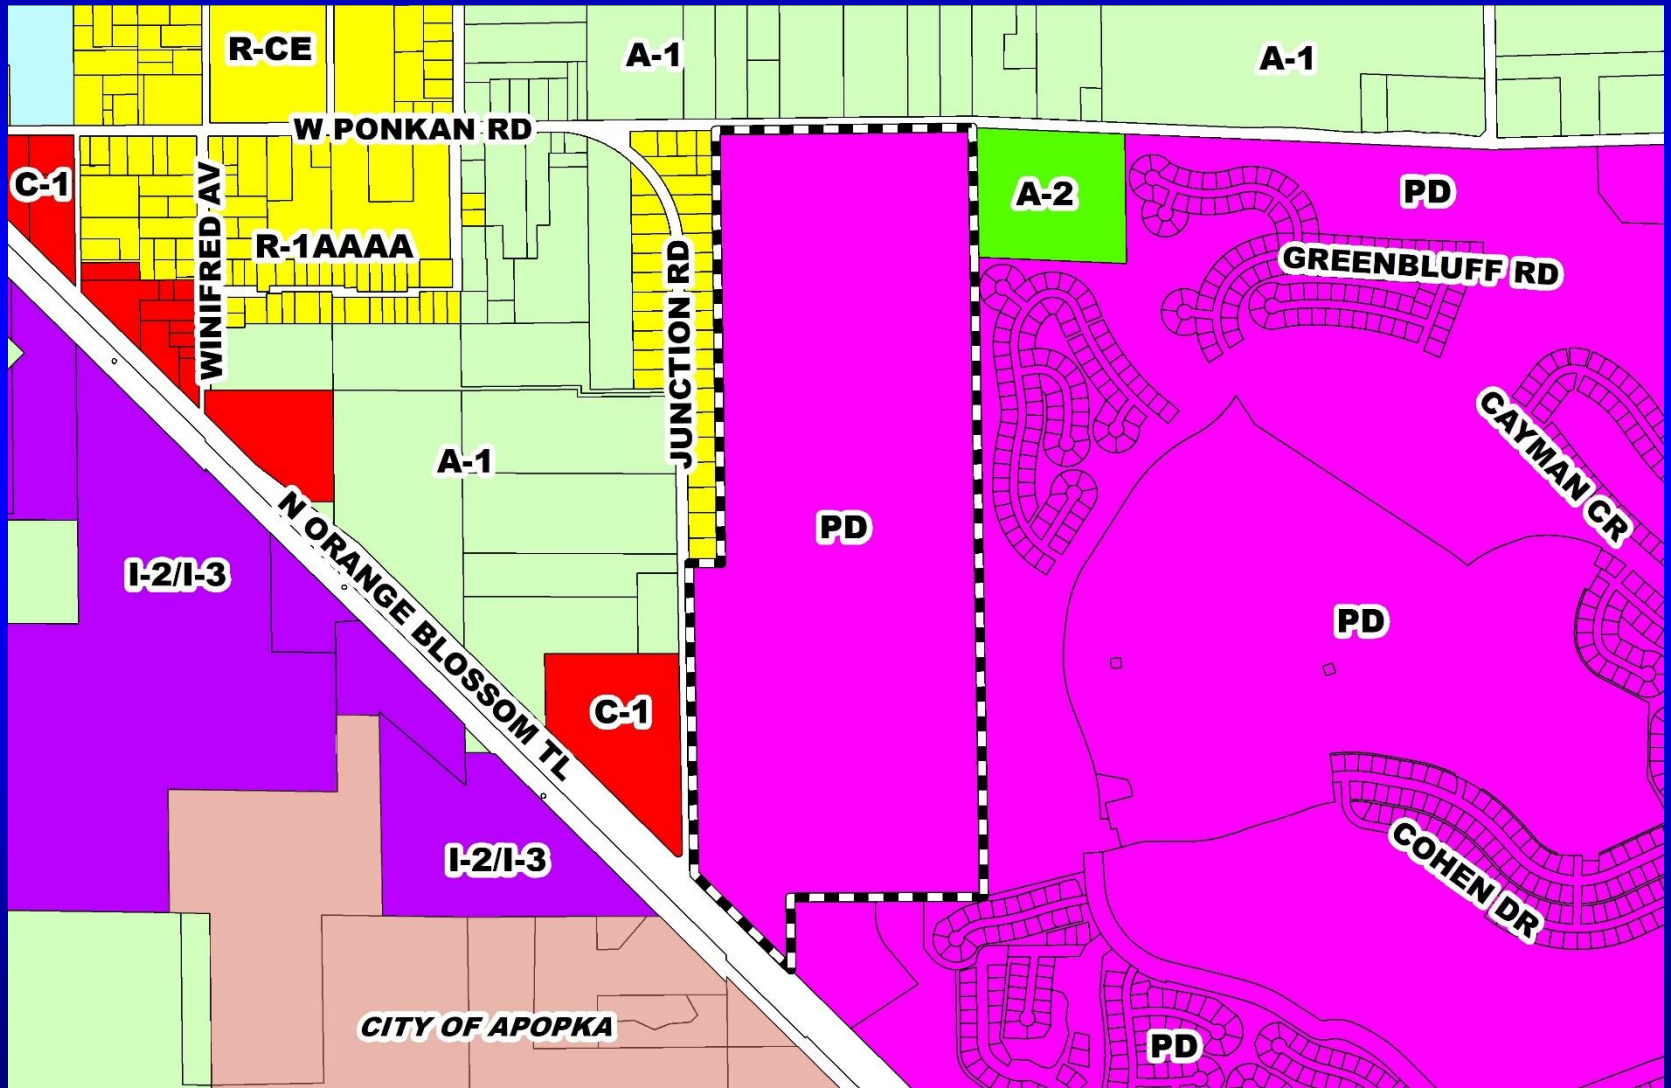 R-CE
A-1
A-1
W PONKAN RD
C-1
WINIFRED AV
R-1AAAA
JUNCTION RD
A-2
PD
GREENBLUFF RD
CAYMAN CR
A-1
N ORANGE BLOSSOM TL
PD
I-2/I-3
PD
C-1
I-2/I-3
COHEN DR
CITY OF APOPKA
PD